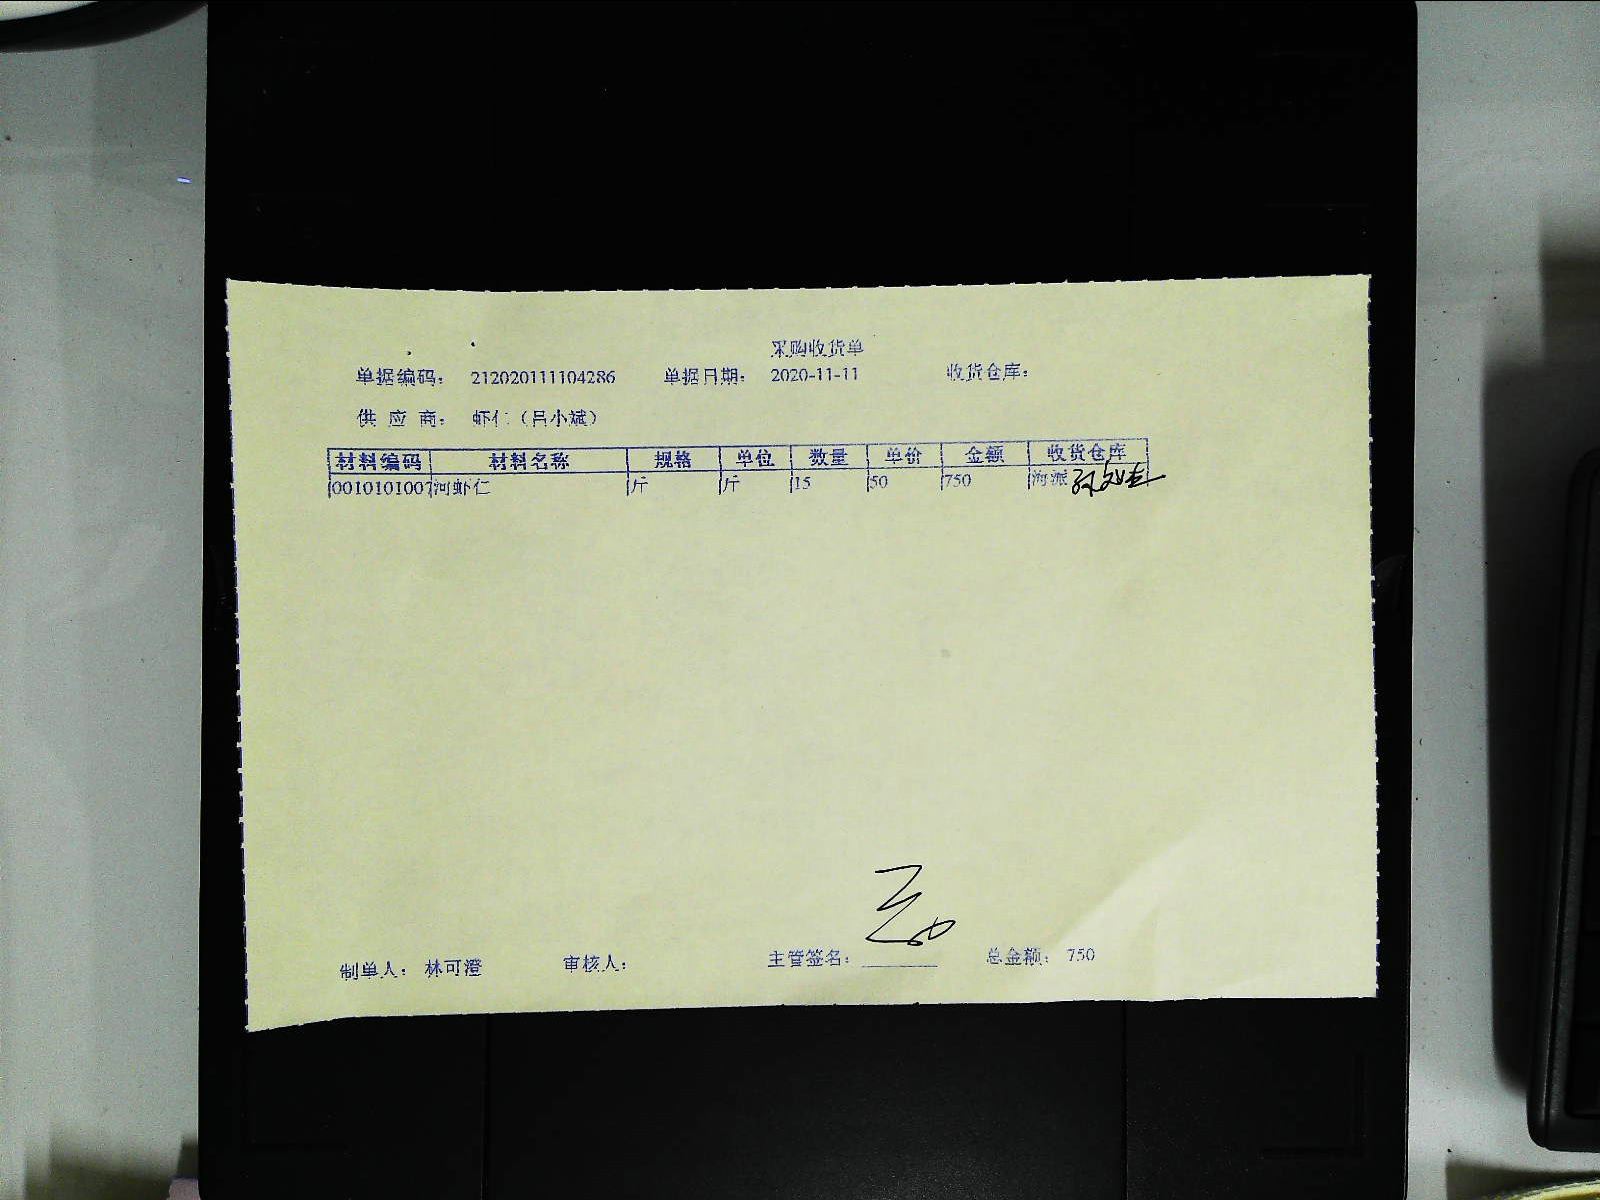 采购收货单
单据编码： 212020111104286 单据日期： 2020-11-11 收货仓库：
供 应 商： 虾仁（吕小斌）
材料编码 材料名称 规格 单位 数量 单价 金额 收货仓库
0010101007 河虾仁 斤 斤 15 50 750 海派
制单人： 林可澄 审核人： 主管签名： 总金额： 750